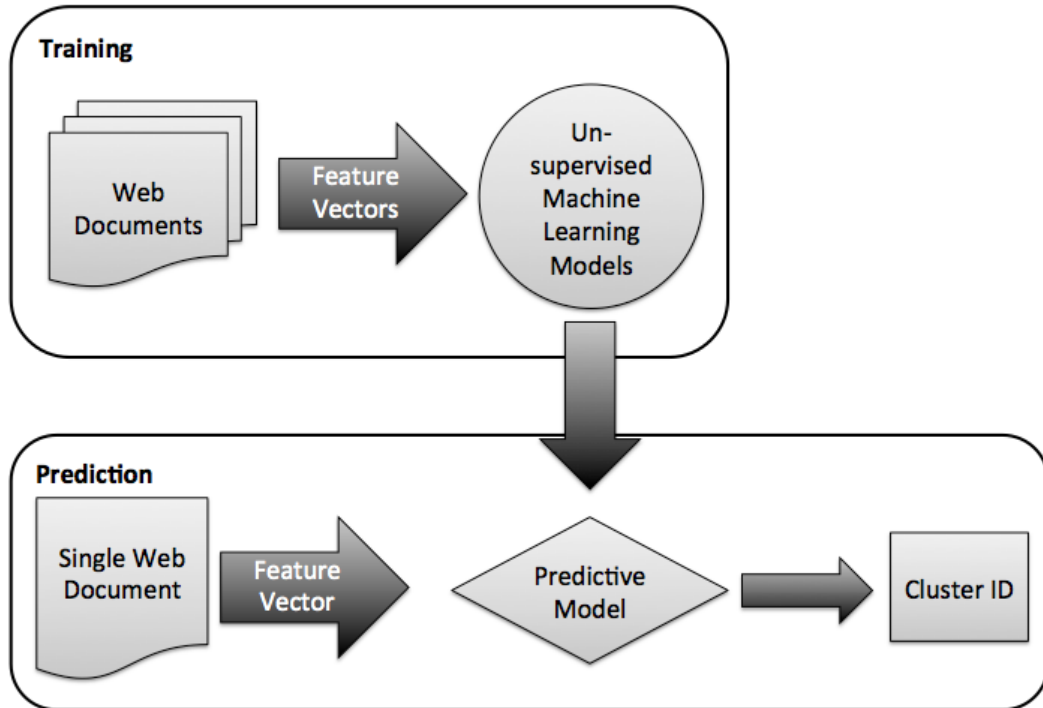 Training
Web
Documents
Feature
Vectors
Un-
supervised
Machine
Learning
Models
Prediction
Single Web
Document
Feature
Vector
Predictive
Model
Cluster ID